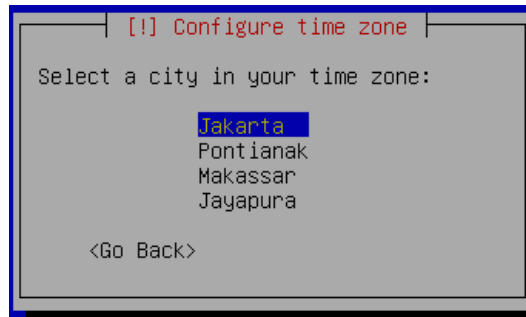 [!] Configure time zone
Select a city in your time zone:
Jakarta
Pontianak
Makassar
Jayapura
<Go Back>